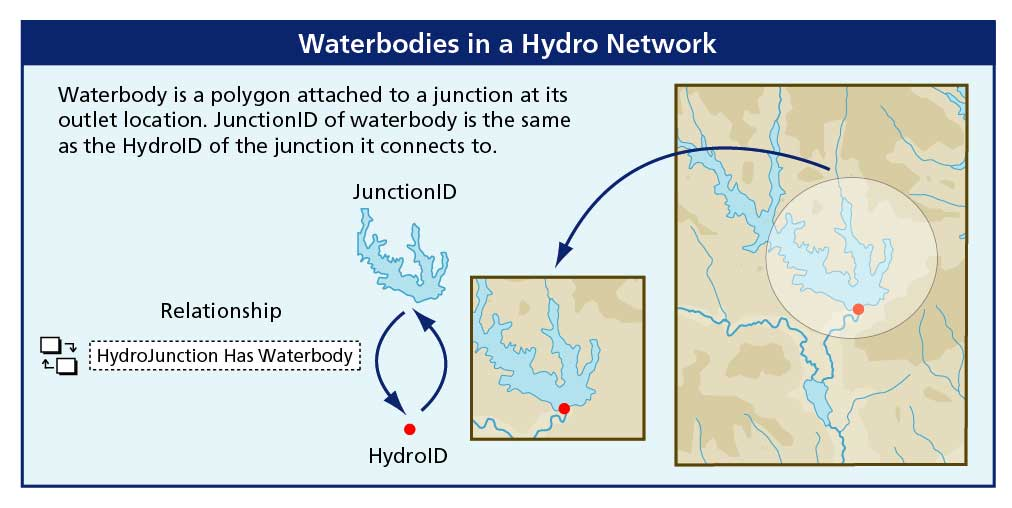 Waterbodies in a Hydro Network
Waterbody is a polygon attached to a junction at its
outlet location. JunctionID of waterbody is the same
as the HydroID of the junction it connects to.
JunctionID
Relationship
HydroJunction Has Waterbody
HydroID